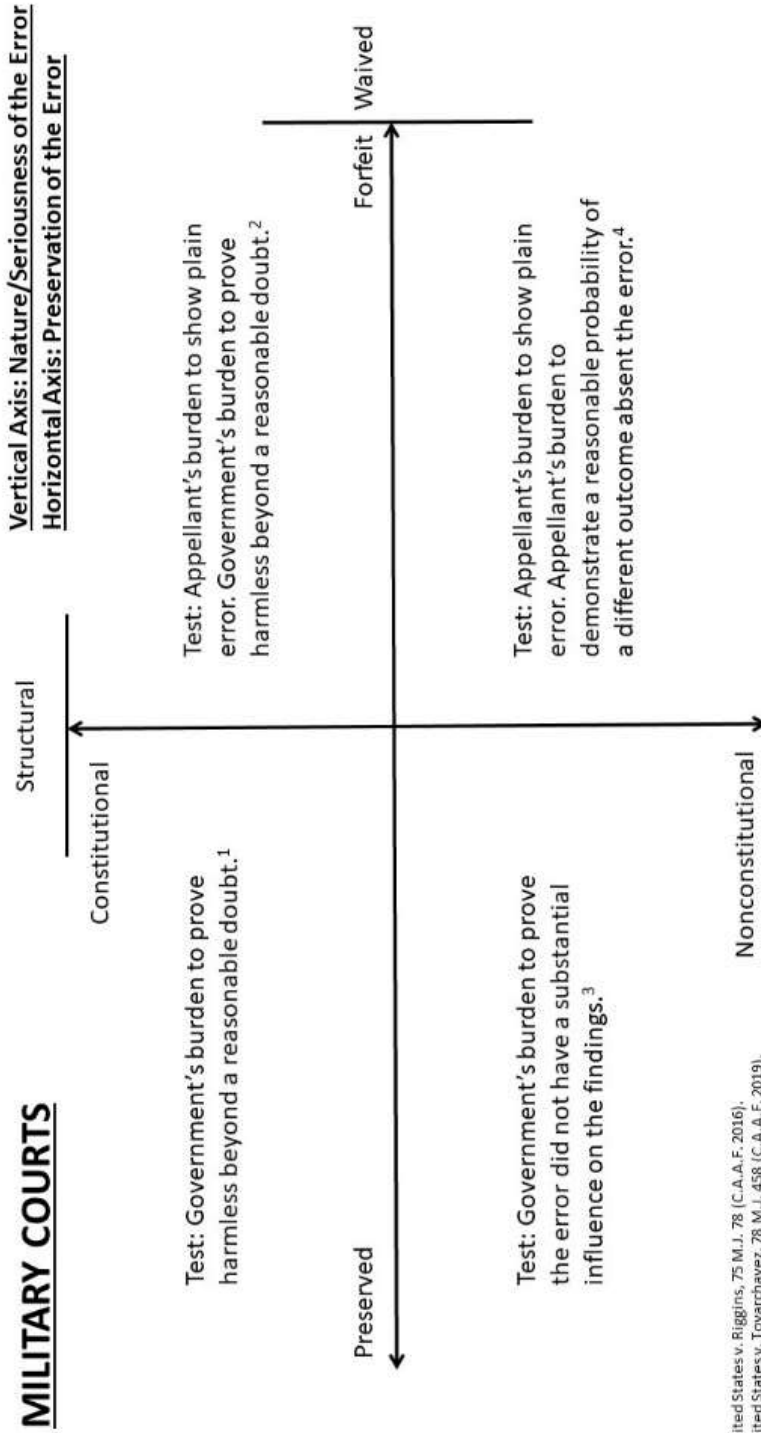 MILITARY COURTS
Vertical Axis: Nature/Seriousness of the Error
Horizontal Axis: Preservation of the Error
Structural
Constitutional
Test: Government's burden to prove
harmless beyond a reasonable doubt.1
Test: Appellant's burden to show plain
error. Government's burden to prove
harmless beyond a reasonable doubt.2
Preserved
Forfeit
Waived
Test: Government's burden to prove
the error did not have a substantial
influence on the findings.3
Test: Appellant's burden to show plain
error. Appellant's burden to
demonstrate a reasonable probability of
a different outcome absent the error.4
Nonconstitutional
States v. Riggins, 75 M.J. 78 (C.A.A.F. 2016).
States v. Tovarchavez, 78 M.J. 458 (C.A.A.F. 2019).